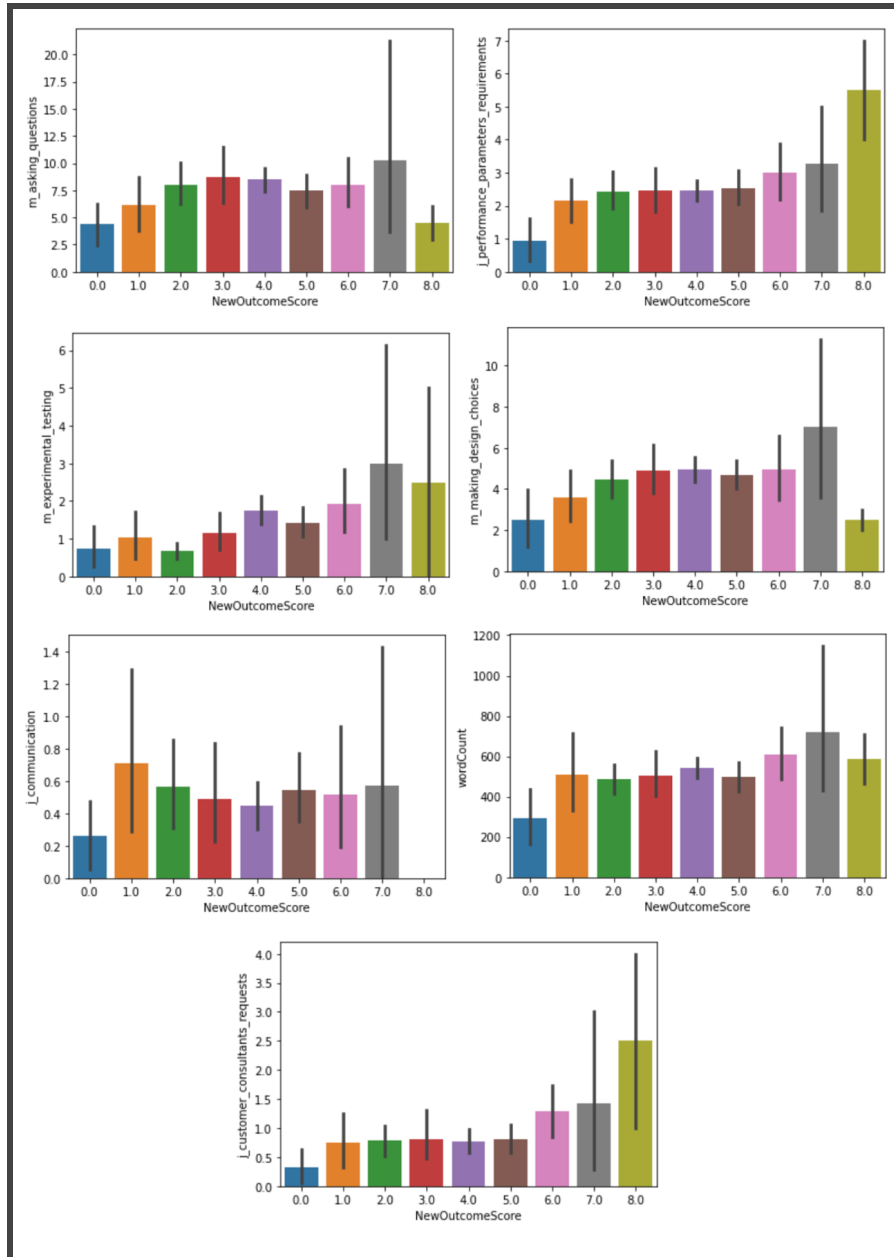 m_asking_questions
20.0
17.5
15.0
12.5
10.0
7.5
5.0
2.5
0.0
0.0 1.0 2.0 3.0 4.0 5.0 6.0 7.0 8.0
NewOutcomeScore
j_performance_parameters_requirements
7
6
5
4
3
2
1
0
0.0 1.0 2.0 3.0 4.0 5.0 6.0 7.0 8.0
NewOutcomeScore
m_experimental_testing
6
5
4
3
2
1
0
0.0 1.0 2.0 3.0 4.0 5.0 6.0 7.0 8.0
NewOutcomeScore
m_making_design_choices
10
8
6
4
2
0
0.0 1.0 2.0 3.0 4.0 5.0 6.0 7.0 8.0
NewOutcomeScore
j_communication
1.4
1.2
1.0
0.8
0.6
0.4
0.2
0.0
0.0 1.0 2.0 3.0 4.0 5.0 6.0 7.0 8.0
NewOutcomeScore
wordCount
1200
1000
800
600
400
200
0
0.0 1.0 2.0 3.0 4.0 5.0 6.0 7.0 8.0
NewOutcomeScore
j_customer_consultants_requests
4.0
3.5
3.0
2.5
2.0
1.5
1.0
0.5
0.0
0.0 1.0 2.0 3.0 4.0 5.0 6.0 7.0 8.0
NewOutcomeScore